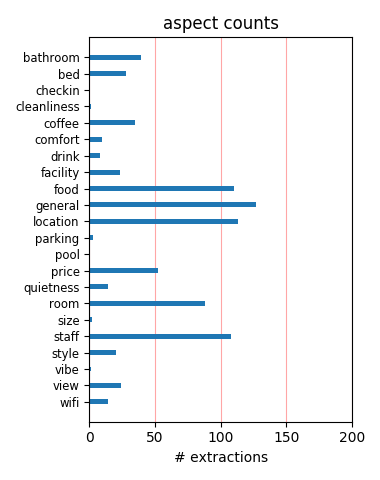 aspect counts
bathroom
bed
checkin
cleanliness
coffee
comfort
drink
facility
food
general
location
parking
pool
price
quietness
room
size
staff
style
vibe
view
wifi
0 50 100 150 200
# extractions